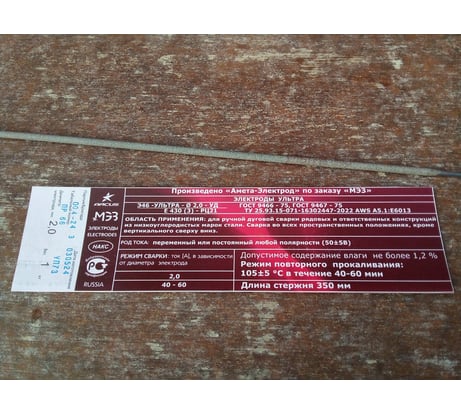 Произведено «Анета-Электрод» по заказу «МЭЗ»
ЭЛЕКТРОДЫ УЛЬТРА
Э46 -УЛЬТРА - Ø 2,0 - УД
Е 430 (3) - РЦ31
ГОСТ 9466 - 75, ГОСТ 9467 - 75
ТУ 25.93.15-071-16302447-2022 AWS A5.1:E6013
ОБЛАСТЬ ПРИМЕНЕНИЯ: для ручной дуговой сварки рядовых и ответственных конструкций
из низкоуглеродистых марок стали. Сварка во всех пространственных положениях, кроме
вертикального сверху вниз.
РОД ТОКА: переменный или постоянный любой полярности (50±5В)
РЕЖИМ СВАРКИ: ток [А], в зависимости
от диаметра электрода
2,0
40 - 60
Допустимое содержание влаги не более 1,2 %
Режим повторного прокаливания:
105±5 °С в течение 40-60 мин
Длина стержня 350 мм
МЭЗ
ЭЛЕКТРОДЫ
ELECTRODES
НАКС
RUSSIA
2,0
1
035524
УП/3